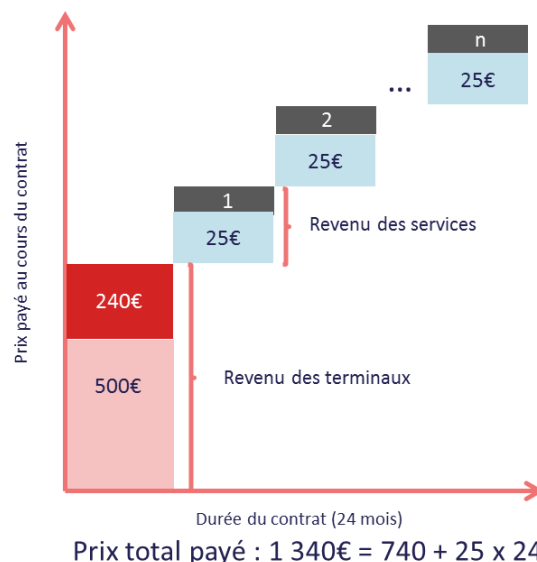 n
25€
...
2
25€
1
25€
Revenu des services
240€
500€
Revenu des terminaux
Prix payé au cours du contrat
Durée du contrat (24 mois)
Prix total payé : 1 340€ = 740 + 25 x 24